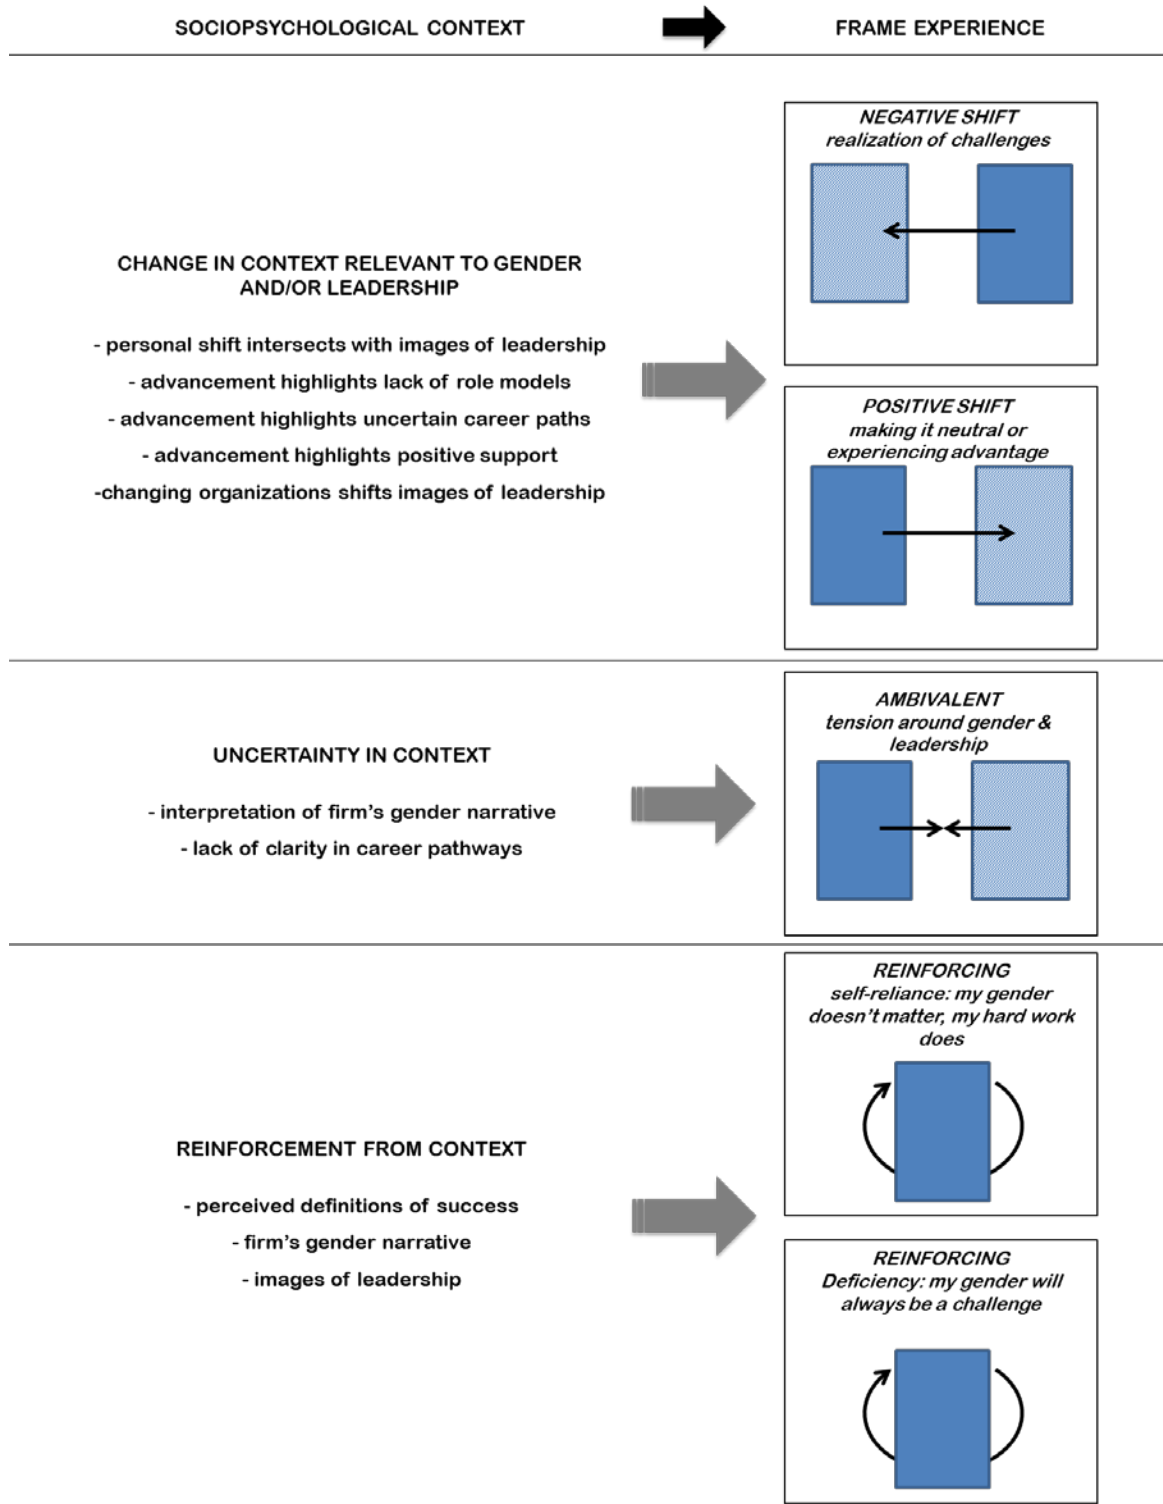 SOCIOPSYCHOLOGICAL CONTEXT
FRAME EXPERIENCE
CHANGE IN CONTEXT RELEVANT TO GENDER
AND/OR LEADERSHIP
- personal shift intersects with images of leadership
- advancement highlights lack of role models
- advancement highlights uncertain career paths
- advancement highlights positive support
-changing organizations shifts images of leadership
NEGATIVE SHIFT
realization of challenges
POSITIVE SHIFT
making it neutral or
experiencing advantage
UNCERTAINTY IN CONTEXT
- interpretation of firm's gender narrative
- lack of clarity in career pathways
AMBIVALENT
tension around gender &
leadership
REINFORCEMENT FROM CONTEXT
- perceived definitions of success
- firm's gender narrative
- images of leadership
REINFORCING
self-reliance: my gender
doesn't matter, my hard work
does
REINFORCING
Deficiency: my gender will
always be a challenge